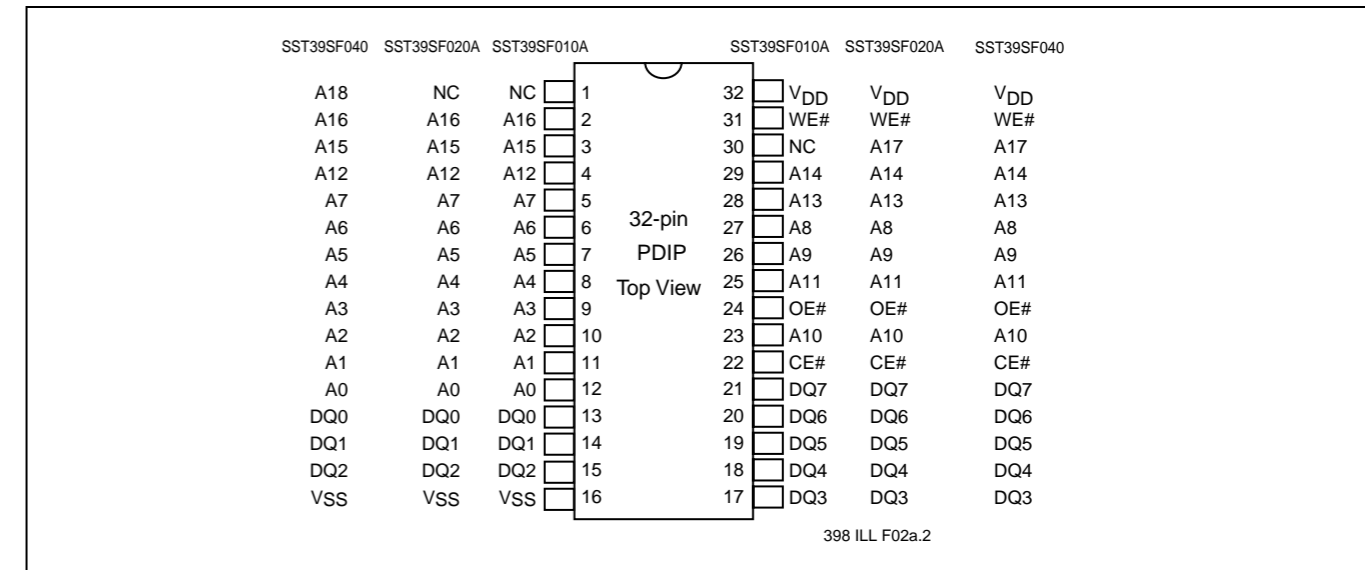 SST39SF040 SST39SF020A SST39SF010A SST39SF010A SST39SF020A SST39SF040
A18 NC NC 1 32 VDD VDD VDD
A16 A16 A16 2 31 WE# WE# WE#
A15 A15 A15 3 30 NC A17 A17
A12 A12 A12 4 29 A14 A14 A14
A7 A7 A7 5 28 A13 A13 A13
A6 A6 A6 6 32-pin 27 A8 A8 A8
A5 A5 A5 7 PDIP 26 A9 A9 A9
A4 A4 A4 8 Top View 25 A11 A11 A11
A3 A3 A3 9 24 OE# OE# OE#
A2 A2 A2 10 23 A10 A10 A10
A1 A1 A1 11 22 CE# CE# CE#
A0 A0 A0 12 21 DQ7 DQ7 DQ7
DQ0 DQ0 DQ0 13 20 DQ6 DQ6 DQ6
DQ1 DQ1 DQ1 14 19 DQ5 DQ5 DQ5
DQ2 DQ2 DQ2 15 18 DQ4 DQ4 DQ4
VSS VSS VSS 16 17 DQ3 DQ3 DQ3
398 ILL F02a.2